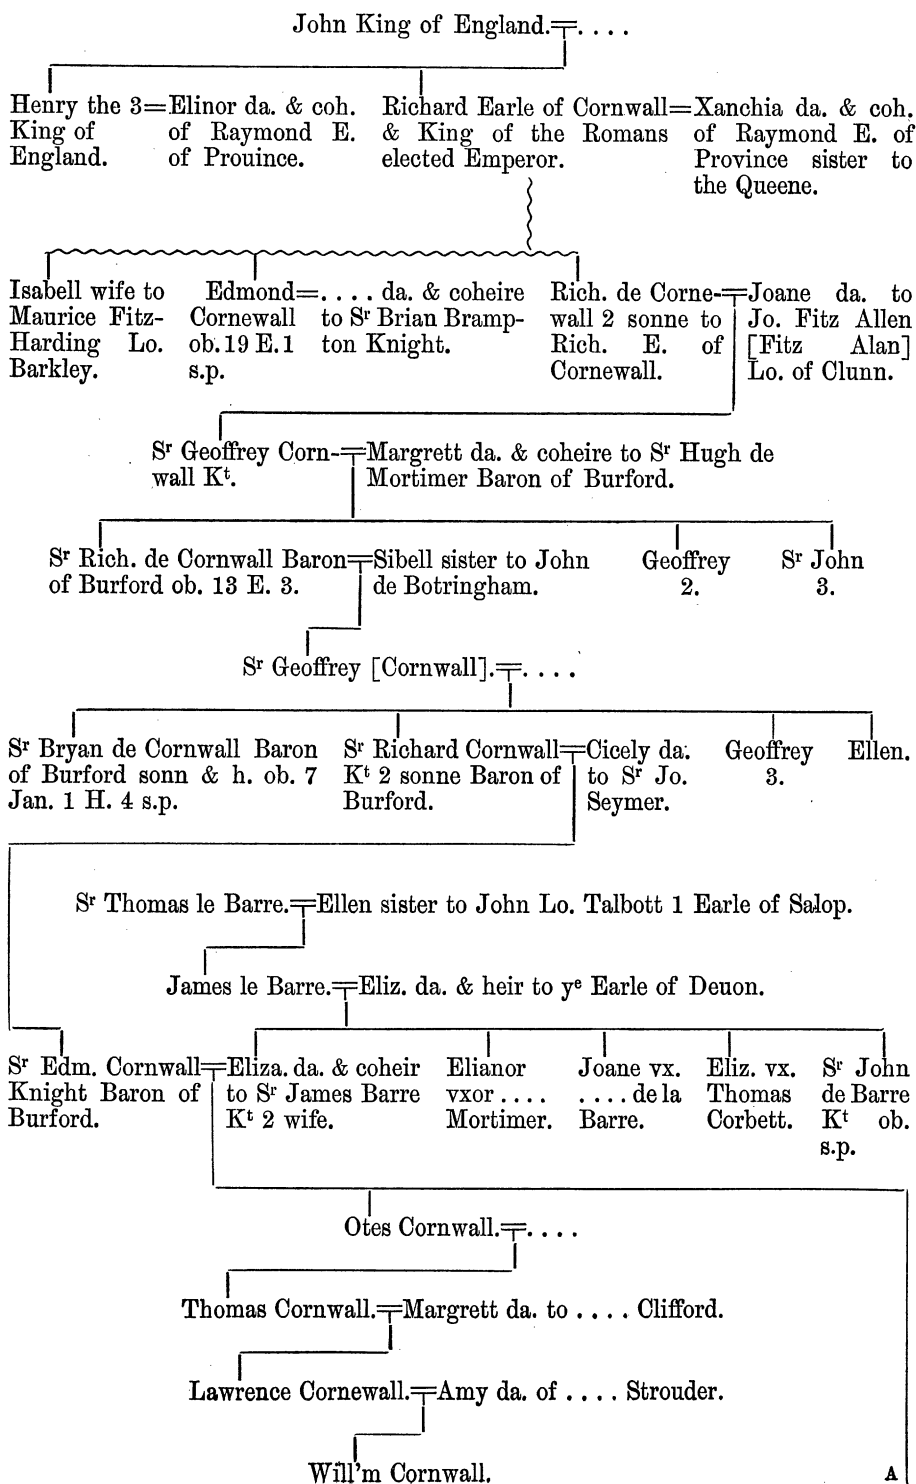 John King of England.=. . . .
Henry the 3=Elinor da. & coh.
King of of Raymond E.
England. of Prouince.
Richard Earle of Cornwall=Xanchia da. & coh.
& King of the Romans of Raymond E. of
elected Emperor. Province sister to
the Queene.
Isabell wife to
Maurice Fitz-
Harding Lo.
Barkley.
Edmond=. . . . da. & coheire
Cornewall to Sʳ Brian Bramp-
ob. 19 E. 1 ton Knight.
s.p.
Rich. de Corne-=Joane da. to
wall 2 sonne to Jo. Fitz Allen
Rich. E. of [Fitz Alan]
Cornewall. Lo. of Clunn.
Sʳ Geoffrey Corn-=Margrett da. & coheire to Sʳ Hugh de
wall Kᵗ. Mortimer Baron of Burford.
Sʳ Rich. de Cornwall Baron=Sibell sister to John
of Burford ob. 13 E. 3. de Botringham.
Geoffrey
2.
Sʳ John
3.
Sʳ Geoffrey [Cornwall].=. . . .
Sʳ Bryan de Cornwall Baron
of Burford sonn & h. ob. 7
Jan. 1 H. 4 s.p.
Sʳ Richard Cornwall=Cicely da.
Kᵗ 2 sonne Baron of to Sʳ Jo.
Burford. Seymer.
Geoffrey
3.
Ellen.
Sʳ Thomas le Barre.=Ellen sister to John Lo. Talbott 1 Earle of Salop.
James le Barre.=Eliz. da. & heir to yᵉ Earle of Deuon.
Sʳ Edm. Cornwall=Eliza. da. & coheir
Knight Baron of to Sʳ James Barre
Burford. Kᵗ 2 wife.
Elianor
vxor . . . .
Mortimer.
Joane vx.
. . . . de la
Barre.
Eliz. vx.
Thomas
Corbett.
Sʳ John
de Barre
Kᵗ ob.
s.p.
Otes Cornwall.=. . . .
Thomas Cornwall.=Margrett da. to . . . . Clifford.
Lawrence Cornewall.=Amy da. of . . . . Strouder.
Will'm Cornwall.
A